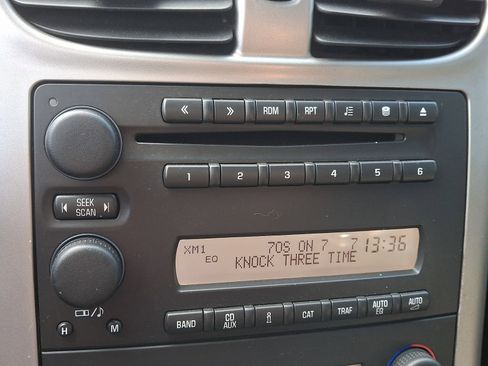 RDM RPT
1 2 3 4 5 6
SEEK
SCAN
XM1 70S ON 7 713:36
EQ KNOCK THREE TIME
H M
BAND CD AUX i CAT TRAF AUTO EQ AUTO